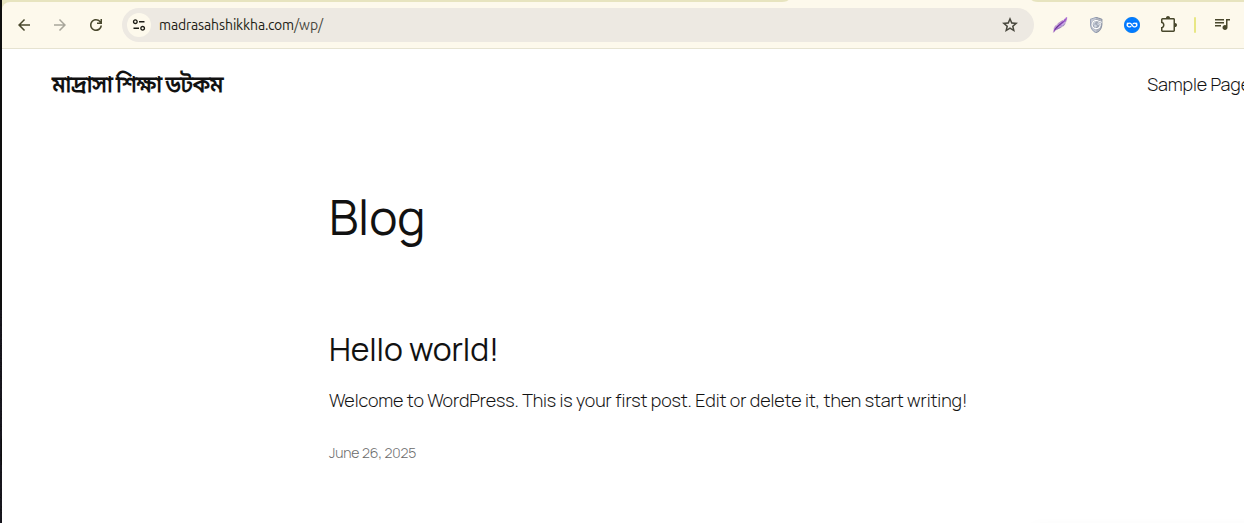 madrasahshikkha.com/wp/
মাদ্রাসা শিক্ষা ডটকম
Sample Page
Blog
Hello world!
Welcome to WordPress. This is your first post. Edit or delete it, then start writing!
June 26, 2025